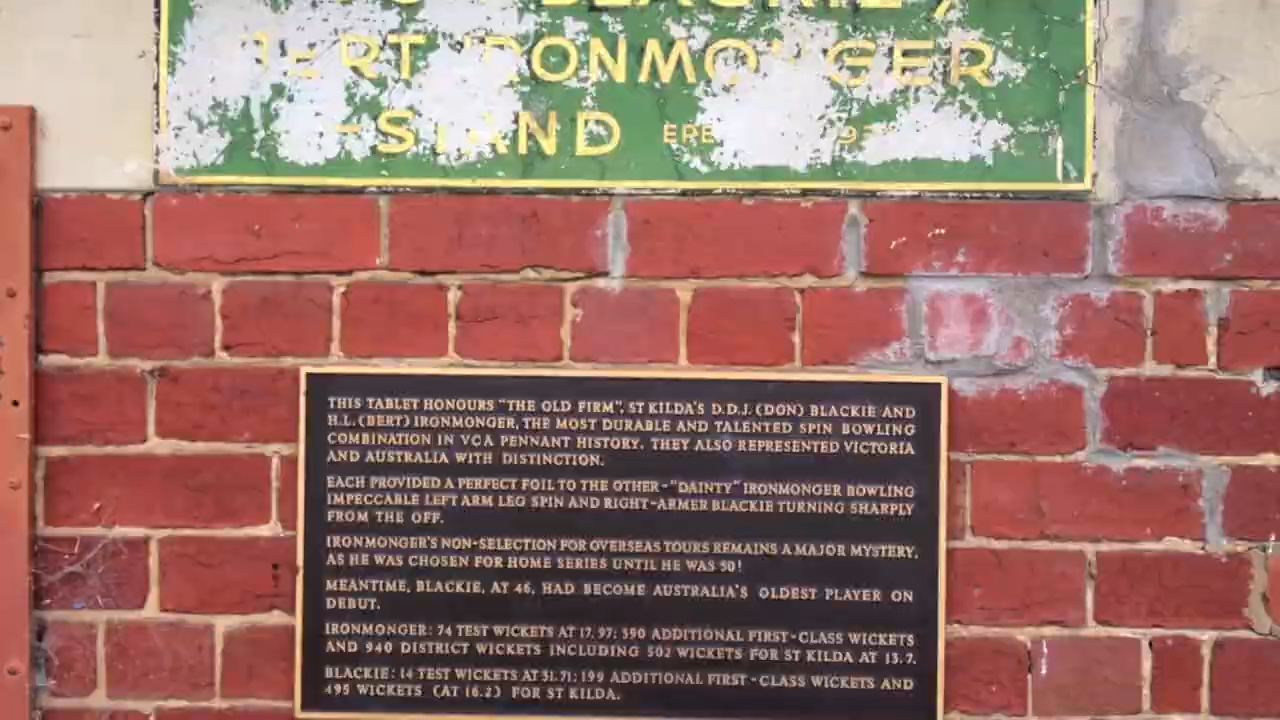 BLACKIE /
BERT IRONMONGER
-STAND ERE
THIS TABLET HONOURS "THE OLD FIRM", ST KILDA'S D.D.J. (DON) BLACKIE AND
H.L. (BERT) IRONMONGER, THE MOST DURABLE AND TALENTED SPIN BOWLING
COMBINATION IN VCA PENNANT HISTORY. THEY ALSO REPRESENTED VICTORIA
AND AUSTRALIA WITH DISTINCTION.
EACH PROVIDED A PERFECT FOIL TO THE OTHER-"DAINTY" IRONMONGER BOWLING
IMPECCABLE LEFT ARM LEG SPIN AND RIGHT-ARMER BLACKIE TURNING SHARPLY
FROM THE OFF.
IRONMONGER'S NON-SELECTION FOR OVERSEAS TOURS REMAINS A MAJOR MYSTERY,
AS HE WAS CHOSEN FOR HOME SERIES UNTIL HE WAS 50!
MEANTIME, BLACKIE, AT 46, HAD BECOME AUSTRALIA'S OLDEST PLAYER ON
DEBUT.
IRONMONGER: 74 TEST WICKETS AT 17.97: 390 ADDITIONAL FIRST-CLASS WICKETS
AND 940 DISTRICT WICKETS INCLUDING 502 WICKETS FOR ST KILDA AT 13.7.
BLACKIE: 14 TEST WICKETS AT 31.71: 199 ADDITIONAL FIRST-CLASS WICKETS AND
495 WICKETS (AT 16.2) FOR ST KILDA.